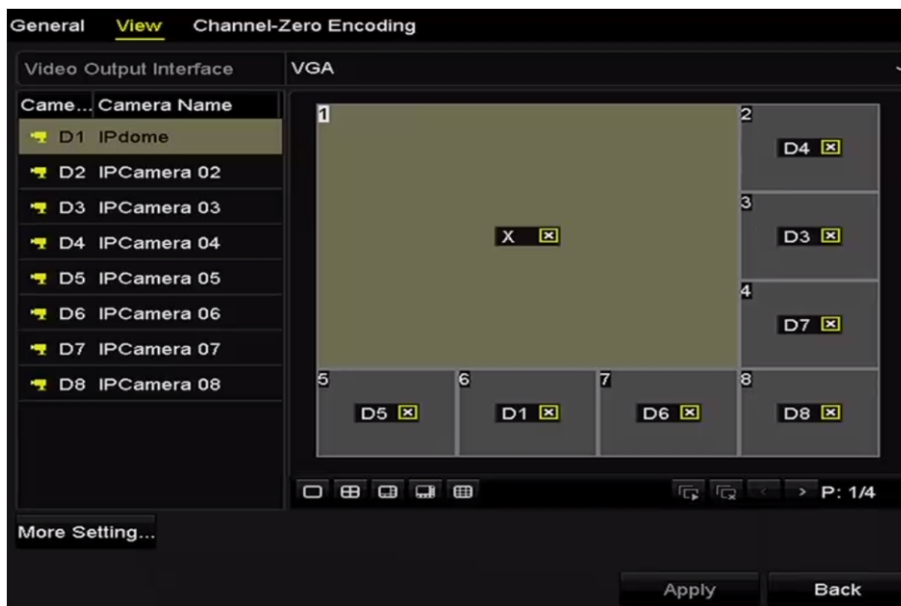 General View Channel-Zero Encoding
Video Output Interface VGA
Came... Camera Name
D1 IPdome
D2 IPCamera 02
D3 IPCamera 03
D4 IPCamera 04
D5 IPCamera 05
D6 IPCamera 06
D7 IPCamera 07
D8 IPCamera 08
1
X
2
D4
3
D3
4
D7
5
D5
6
D1
7
D6
8
D8
P: 1/4
More Setting...
Apply Back